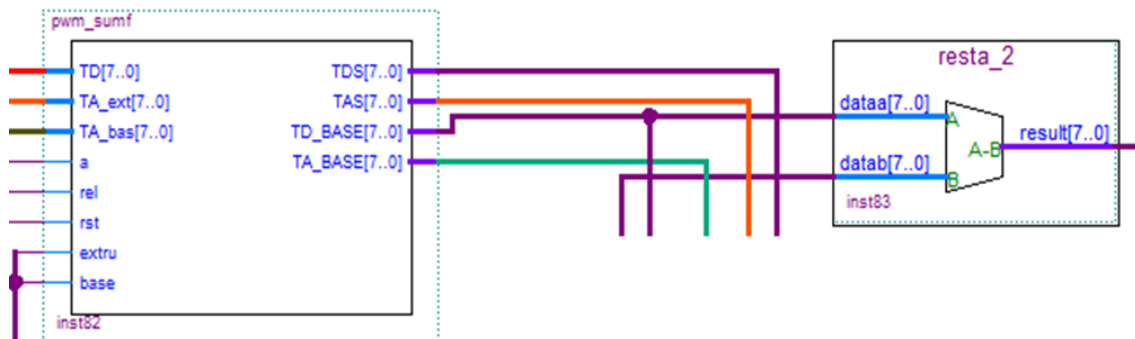 pwm_sumf
TD[7..0]
TA_ext[7..0]
TA_bas[7..0]
a
rel
rst
extru
base
TDS[7..0]
TAS[7..0]
TD_BASE[7..0]
TA_BASE[7..0]
inst82
resta_2
dataa[7..0]
datab[7..0]
A
B
A-B
result[7..0]
inst83